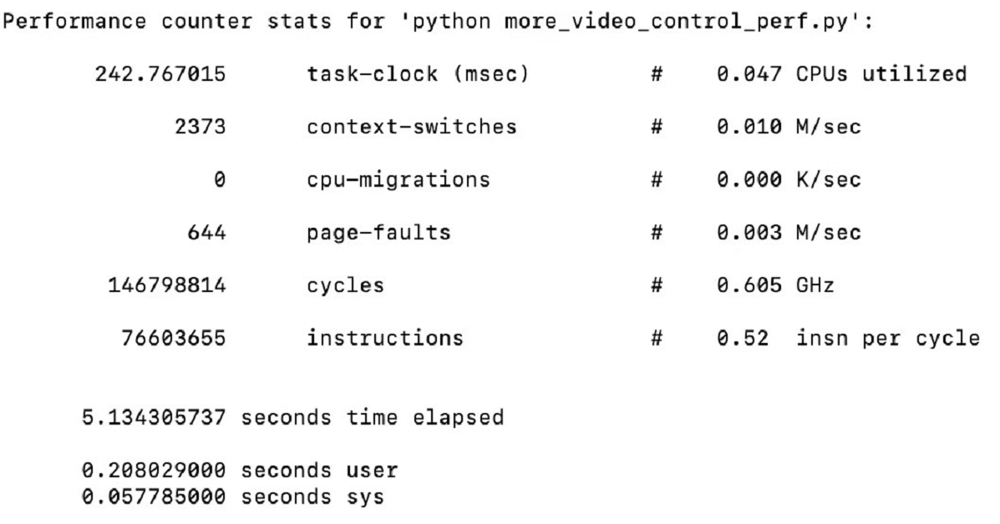 Performance counter stats for 'python more_video_control_perf.py':
242.767015 task-clock (msec) # 0.047 CPUs utilized
2373 context-switches # 0.010 M/sec
0 cpu-migrations # 0.000 K/sec
644 page-faults # 0.003 M/sec
146798814 cycles # 0.605 GHz
76603655 instructions # 0.52 insn per cycle
5.134305737 seconds time elapsed
0.208029000 seconds user
0.057785000 seconds sys